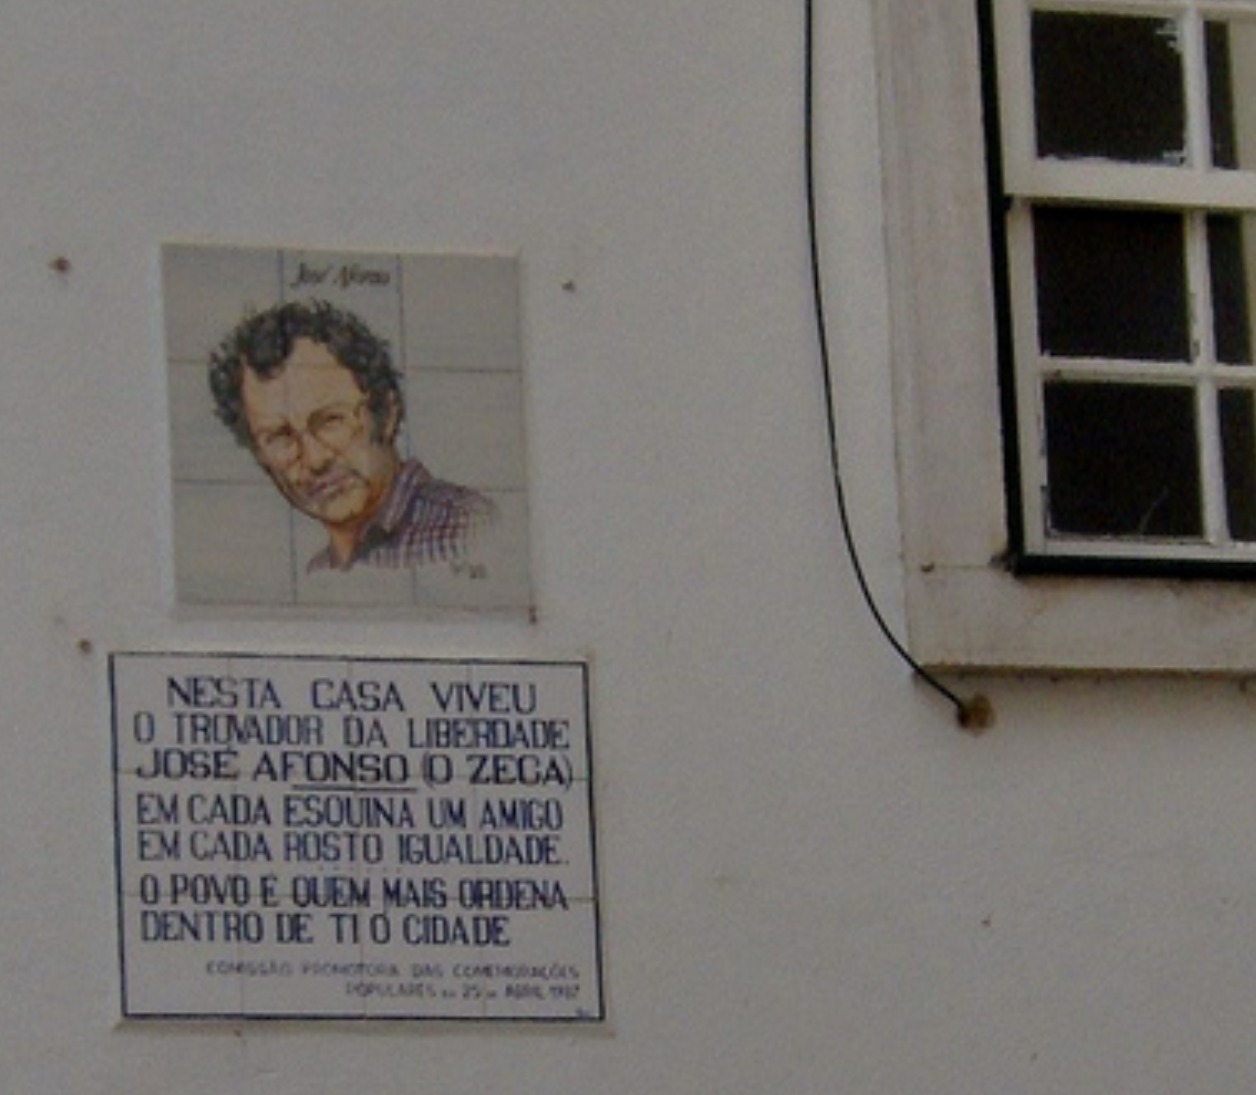 José Afonso
NESTA CASA VIVEU
O TROVADOR DA LIBERDADE
JOSÉ AFONSO (O ZECA)
EM CADA ESQUINA UM AMIGO
EM CADA ROSTO IGUALDADE.
O POVO É QUEM MAIS ORDENA
DENTRO DE TI Ó CIDADE
COMISSÃO PROMOTORA DAS COMEMORAÇÕES
POPULARES DO 25 DE ABRIL 1987